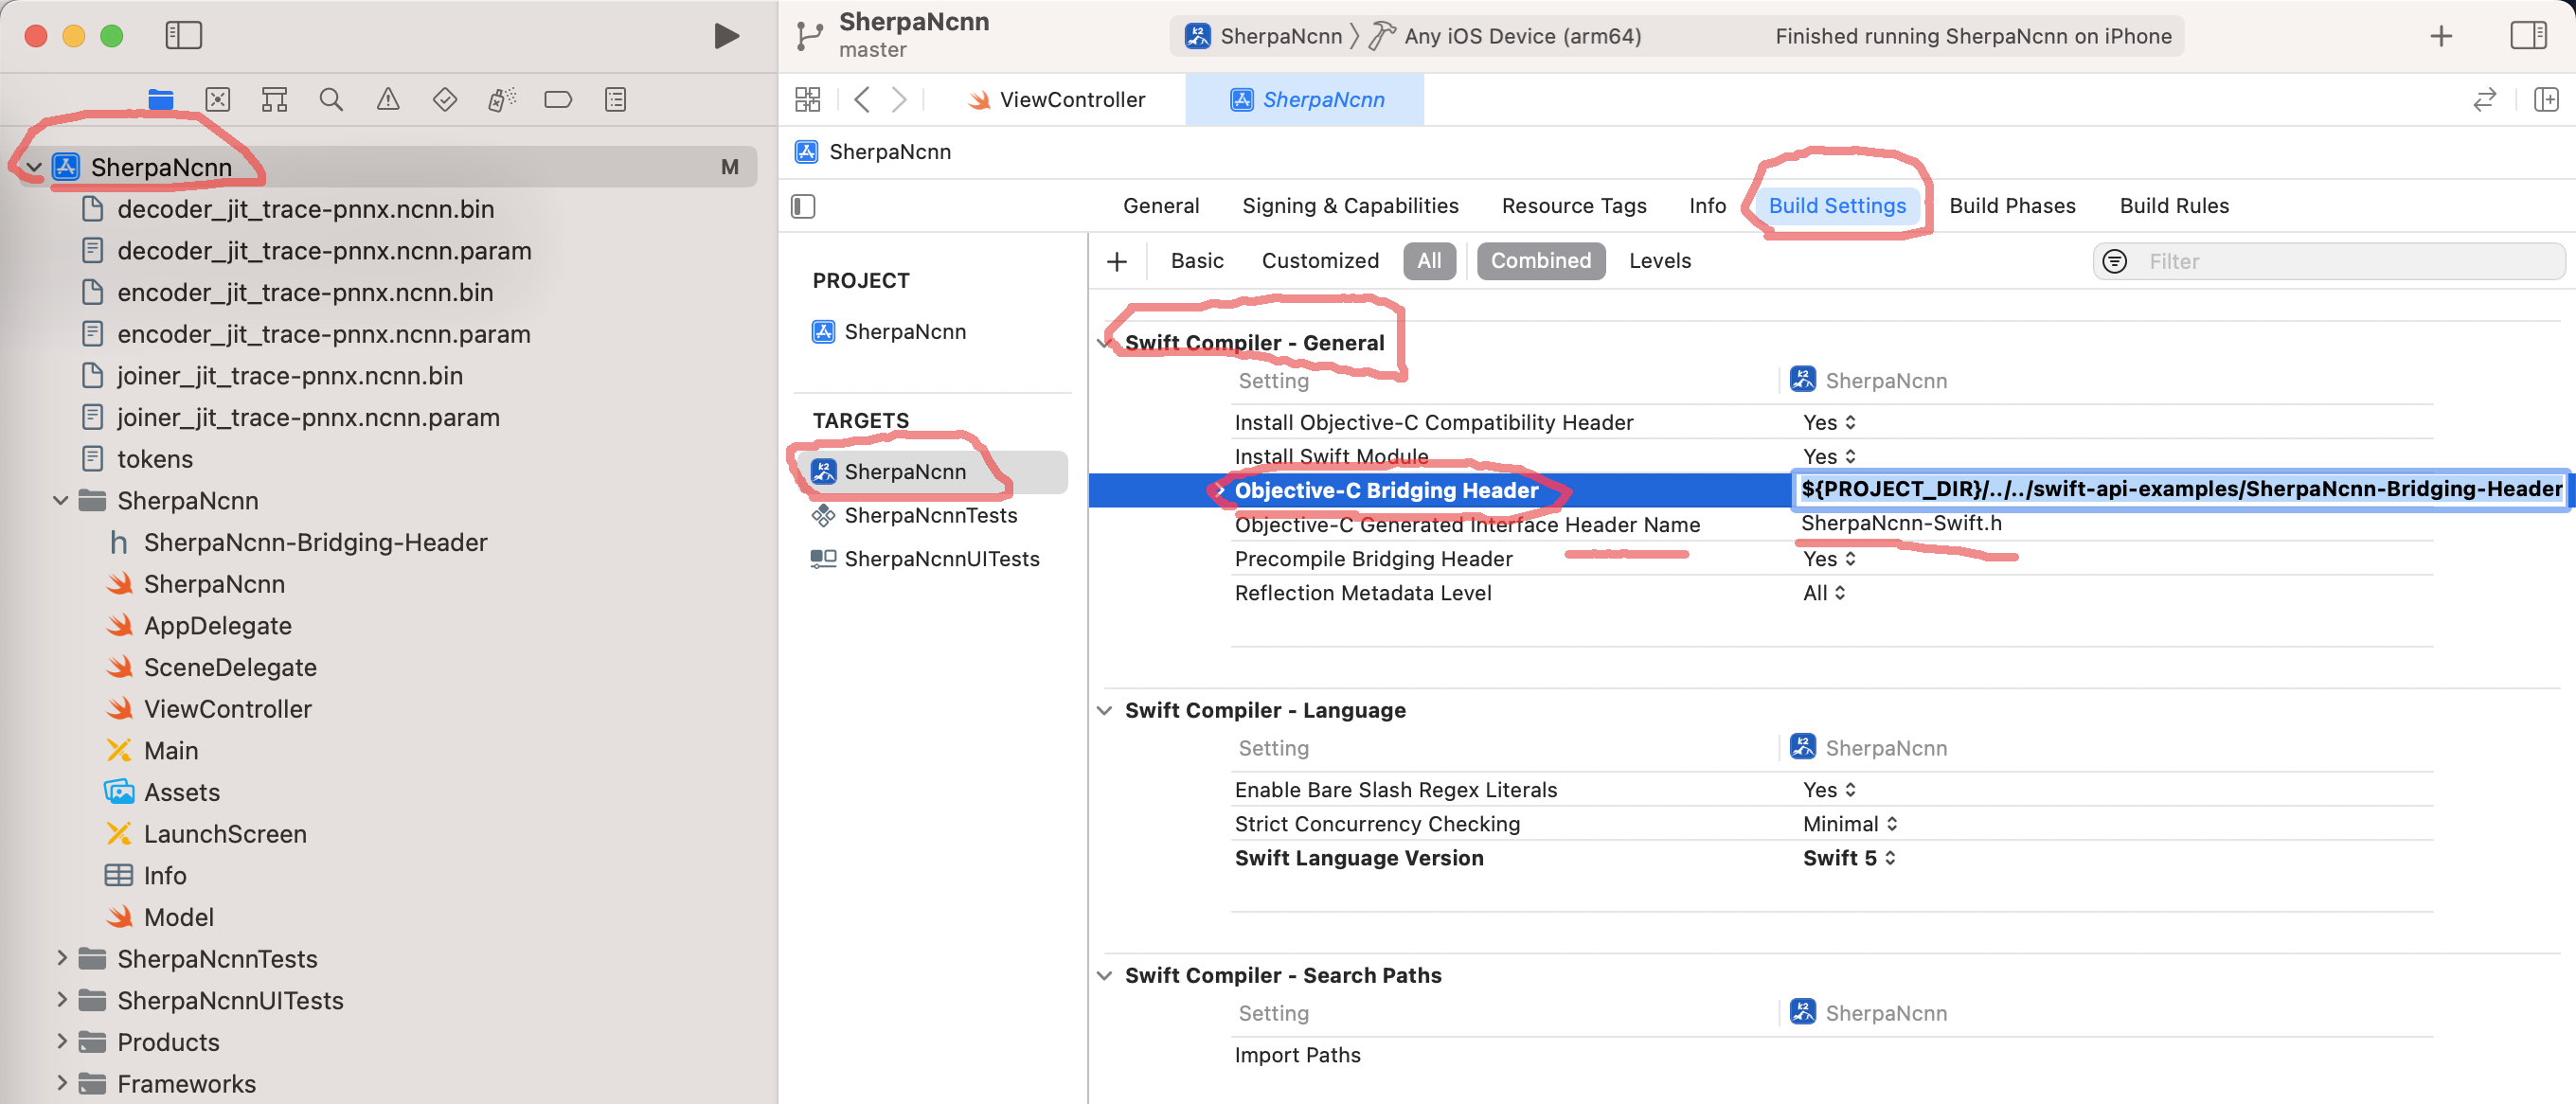 SherpaNcnn
master
SherpaNcnn
Any iOS Device (arm64)
Finished running SherpaNcnn on iPhone
ViewController
SherpaNcnn
SherpaNcnn
M
decoder_jit_trace-pnnx.ncnn.bin
decoder_jit_trace-pnnx.ncnn.param
encoder_jit_trace-pnnx.ncnn.bin
encoder_jit_trace-pnnx.ncnn.param
joiner_jit_trace-pnnx.ncnn.bin
joiner_jit_trace-pnnx.ncnn.param
tokens
SherpaNcnn
h SherpaNcnn-Bridging-Header
SherpaNcnn
AppDelegate
SceneDelegate
ViewController
Main
Assets
LaunchScreen
Info
Model
SherpaNcnnTests
SherpaNcnnUITests
Products
Frameworks
SherpaNcnn
General Signing & Capabilities Resource Tags Info Build Settings Build Phases Build Rules
PROJECT
SherpaNcnn
TARGETS
k2 SherpaNcnn
SherpaNcnnTests
SherpaNcnnUITests
+ Basic Customized All Combined Levels
Filter
Swift Compiler - General
Setting SherpaNcnn
Install Objective-C Compatibility Header Yes
Install Swift Module Yes
Objective-C Bridging Header ${PROJECT_DIR}/../../swift-api-examples/SherpaNcnn-Bridging-Header
Objective-C Generated Interface Header Name SherpaNcnn-Swift.h
Precompile Bridging Header Yes
Reflection Metadata Level All
Swift Compiler - Language
Setting SherpaNcnn
Enable Bare Slash Regex Literals Yes
Strict Concurrency Checking Minimal
Swift Language Version Swift 5
Swift Compiler - Search Paths
Setting SherpaNcnn
Import Paths